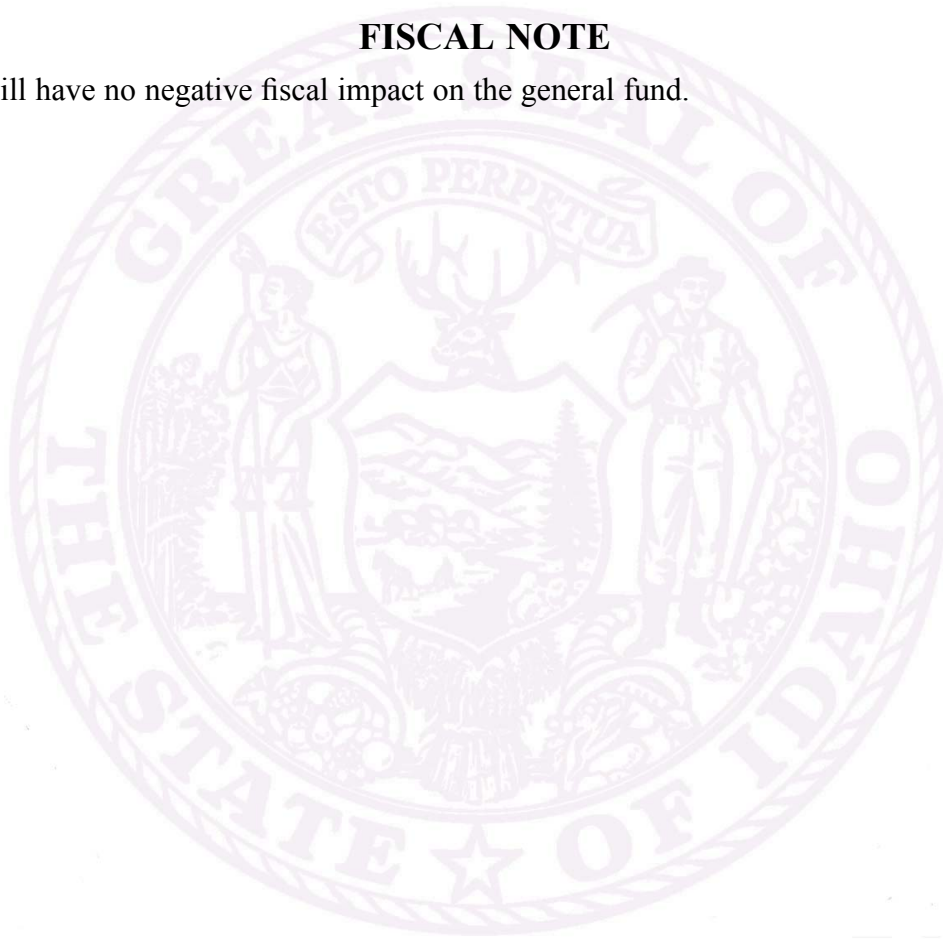 FISCAL NOTE
ill have no negative fiscal impact on the general fund.
GREAT SEAL OF
ESTO PERPETUA
THE
IDAHO
STATE ★ OF